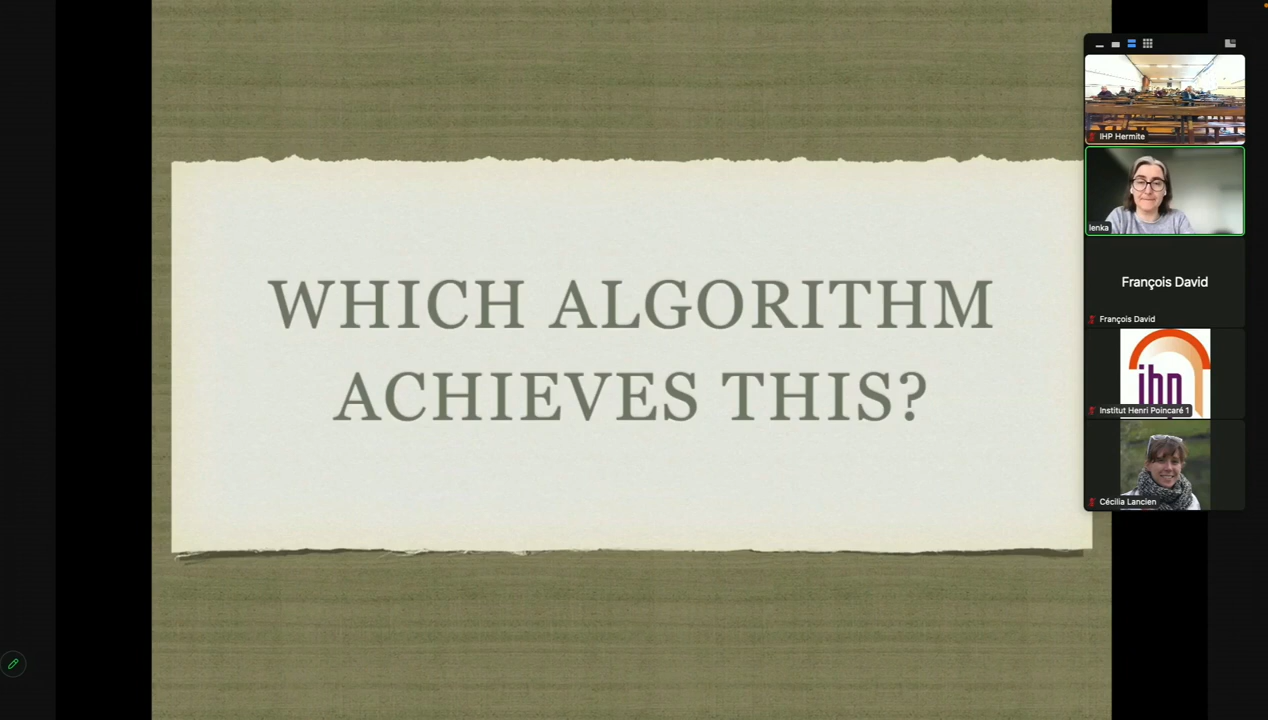 WHICH ALGORITHM
ACHIEVES THIS?
IHP Hermite
lenka
François David
François David
ihp
Institut Henri Poincaré 1
Cécilia Lancien